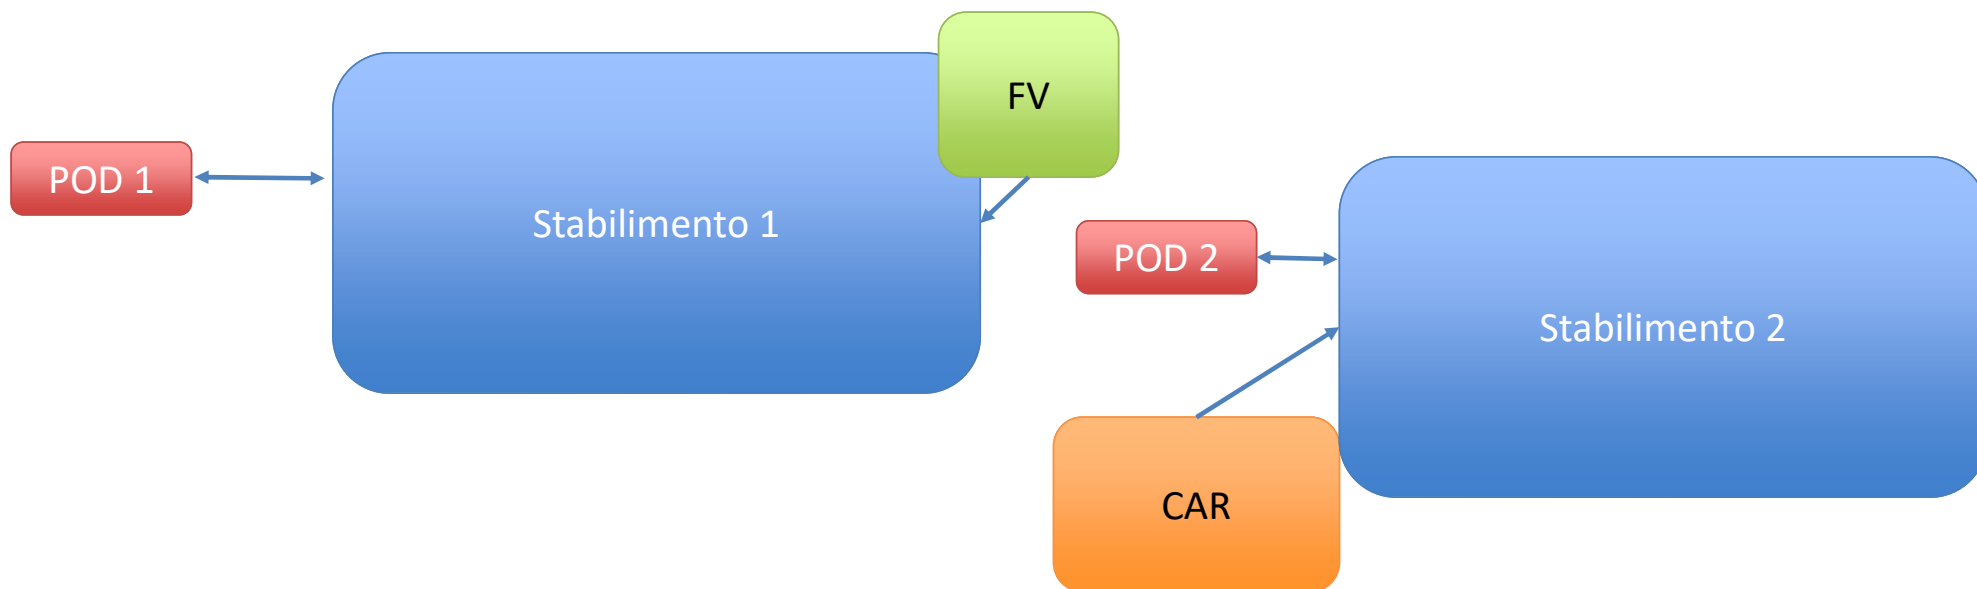 FV
POD 1
Stabilimento 1
POD 2
Stabilimento 2
CAR